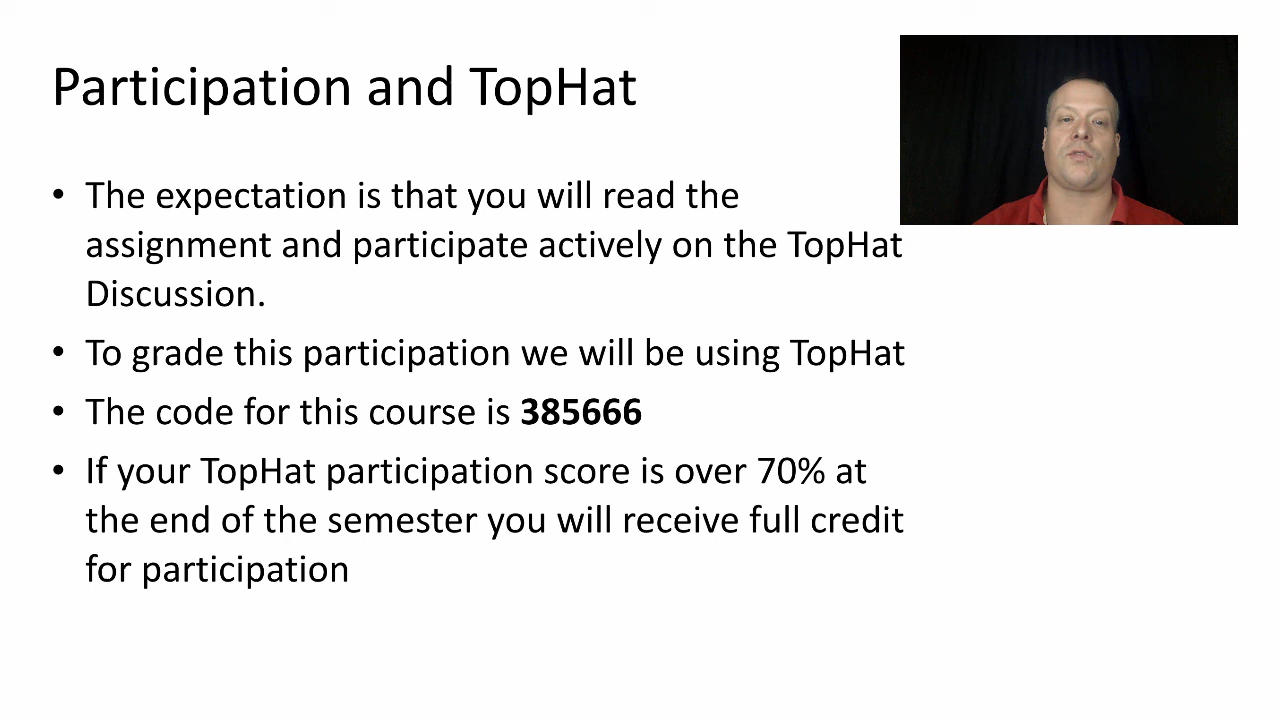 Participation and TopHat
• The expectation is that you will read the
assignment and participate actively on the TopHat
Discussion.
• To grade this participation we will be using TopHat
• The code for this course is 385666
• If your TopHat participation score is over 70% at
the end of the semester you will receive full credit
for participation